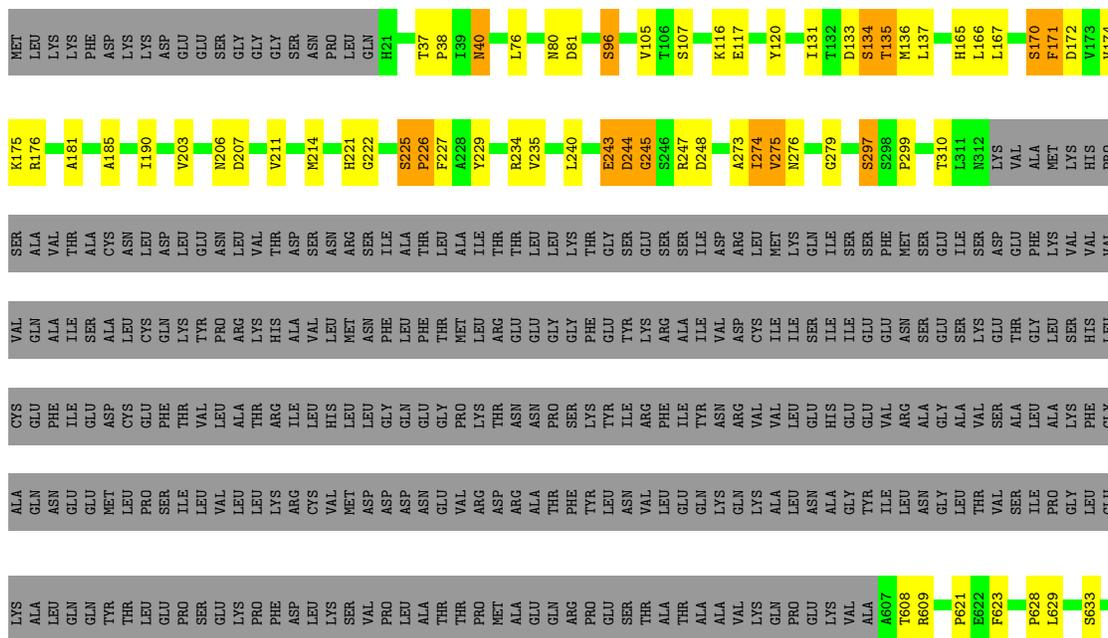 MET LEU LYS LYS PHE ASP LYS LYS ASP GLU GLU SER GLY GLY GLY SER ASN PRO LEU GLN H21 T37 P38 I39 N40 L76 N80 D81 S96 V105 T106 S107 K116 E117 Y120 I131 T132 D133 S134 T135 M136 L137 H165 L166 L167 S170 F171 D172 V173
K175 R176 A181 A185 I190 V203 N206 D207 V211 M214 H221 G222 S225 P226 F227 A228 Y229 R234 V235 L240 E243 D244 G245 S246 R247 D248 A273 I274 V275 N276 G279 S297 S298 P299 T310 L311 N312 LYS VAL ALA MET LYS HIS PRO
SER ALA VAL THR ALA CYS ASN LEU ASP LEU GLU ASN LEU VAL THR ASP SER ASN ARG SER ILE ALA THR LEU ALA ILE THR THR LEU LEU LYS THR GLY SER GLU SER SER ILE ASP ARG LEU MET LYS GLN ILE SER SER PHE MET SER GLU ILE SER ASP GLU PHE LYS VAL VAL VAL
VAL GLN ALA ILE SER ALA LEU CYS GLN LYS TYR PRO ARG LYS HIS ALA VAL LEU MET ASN PHE LEU PHE THR MET LEU ARG GLU GLU GLY GLY PHE GLU TYR LYS ARG ALA ILE VAL ASP CYS ILE ILE SER ILE ILE GLU GLU ASN SER GLU SER LYS GLU THR GLY LEU SER HIS LEU
CYS GLU PHE ILE GLU ASP CYS GLU PHE THR VAL LEU ALA THR ARG ILE LEU HIS LEU LEU GLY GLN GLU GLY PRO LYS THR ASN ASN PRO SER LYS TYR ILE ARG PHE ILE TYR ASN ARG VAL VAL LEU GLU HIS GLU GLU VAL ARG ALA GLY ALA VAL SER ALA LEU ALA LYS PHE GLY
ALA GLN ASN GLU GLU MET LEU PRO SER ILE LEU VAL LEU LEU LYS ARG CYS VAL MET ASP ASP ASP ASN GLU VAL ARG ASP ARG ALA THR PHE TYR LEU ASN VAL LEU GLU GLN LYS GLN LYS ALA LEU ASN ALA GLY TYR ILE LEU ASN GLY LEU THR VAL SER ILE PRO GLY LEU
LYS ALA LEU GLN GLN TYR THR LEU GLU PRO SER GLU LYS PRO PHE ASP LEU LYS SER VAL PRO LEU ALA THR THR PRO MET ALA GLU GLN ARG PRO GLU SER THR ALA THR ALA ALA VAL LYS GLN PRO GLU LYS VAL ALA A607 T608 R609 P621 E622 F623 P628 L629 S633